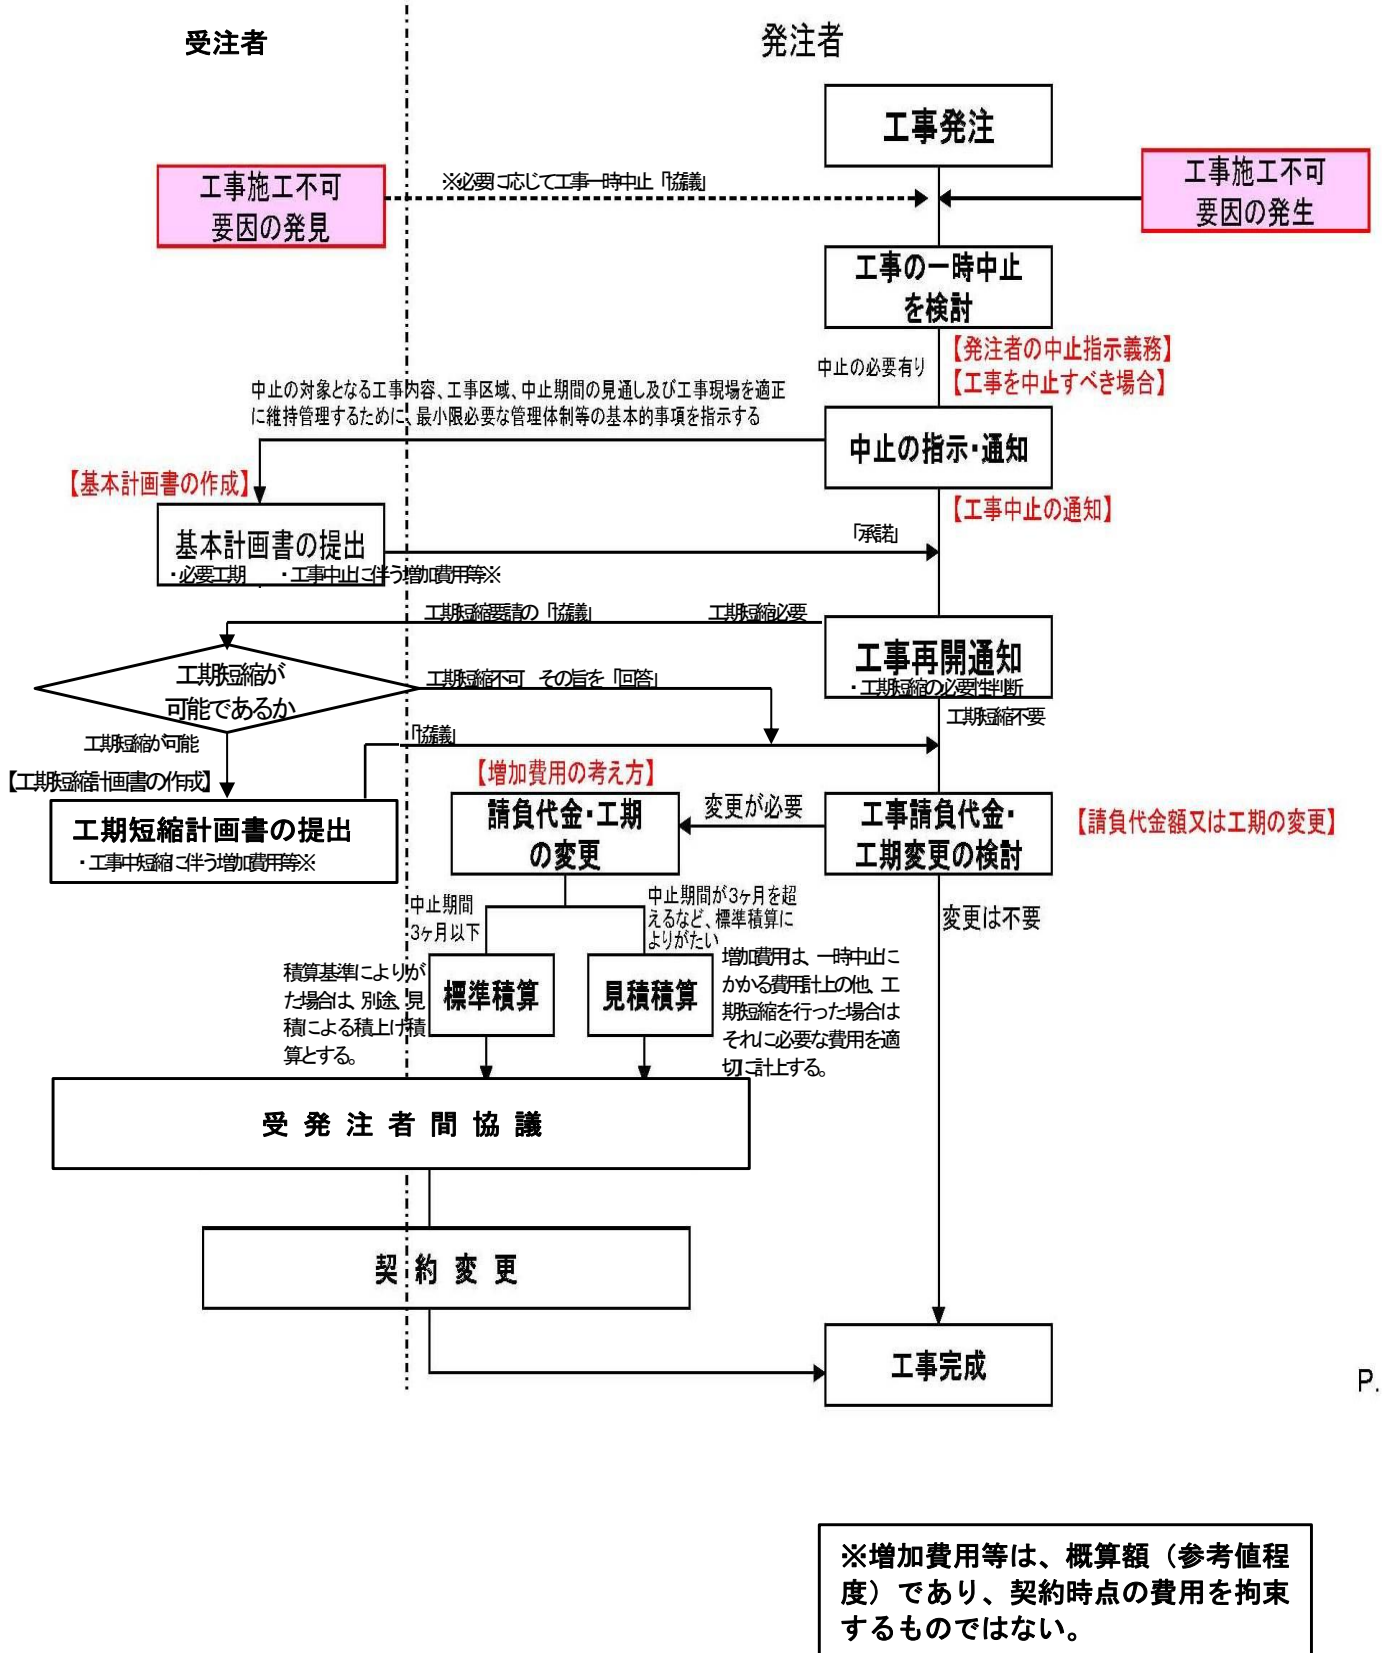 受注者
発注者
工事発注
工事施工不可
要因の発見
※必要に応じて工事一時中止「協議」
工事施工不可
要因の発生
工事の一時中止
を検討
中止の必要有り
【発注者の中止指示義務】
【工事を中止すべき場合】
中止の対象となる工事内容、工事区域、中止期間の見通し及び工事現場を適正
に維持管理するために、最小限必要な管理体制等の基本的事項を指示する
中止の指示・通知
【基本計画書の作成】
【工事中止の通知】
基本計画書の提出
・必要工期　・工事中止に伴う増加費用等※
「承諾」
工期短縮要請の「協議」
工期短縮必要
工事再開通知
・工期短縮の必要性判断
工期短縮が
可能であるか
工期短縮不可　その旨を「回答」
工期短縮不要
工期短縮が可能
「協議」
【工期短縮計画書の作成】
【増加費用の考え方】
工期短縮計画書の提出
・工事中短縮に伴う増加費用等※
請負代金・工期
の変更
変更が必要
工事請負代金・
工期変更の検討
【請負代金額又は工期の変更】
中止期間
3ヶ月以下
中止期間が3ヶ月を超
えるなど、標準積算に
よりがたい
変更は不要
積算基準によりが
た場合は、別途、見
積による積上げ積
算とする。
標準積算
見積積算
増加費用は、一時中止に
かかる費用計上の他、工
期短縮を行った場合は
それに必要な費用を適
切に計上する。
受発注者間協議
契約変更
工事完成
P.
※増加費用等は、概算額（参考値程
度）であり、契約時点の費用を拘束
するものではない。